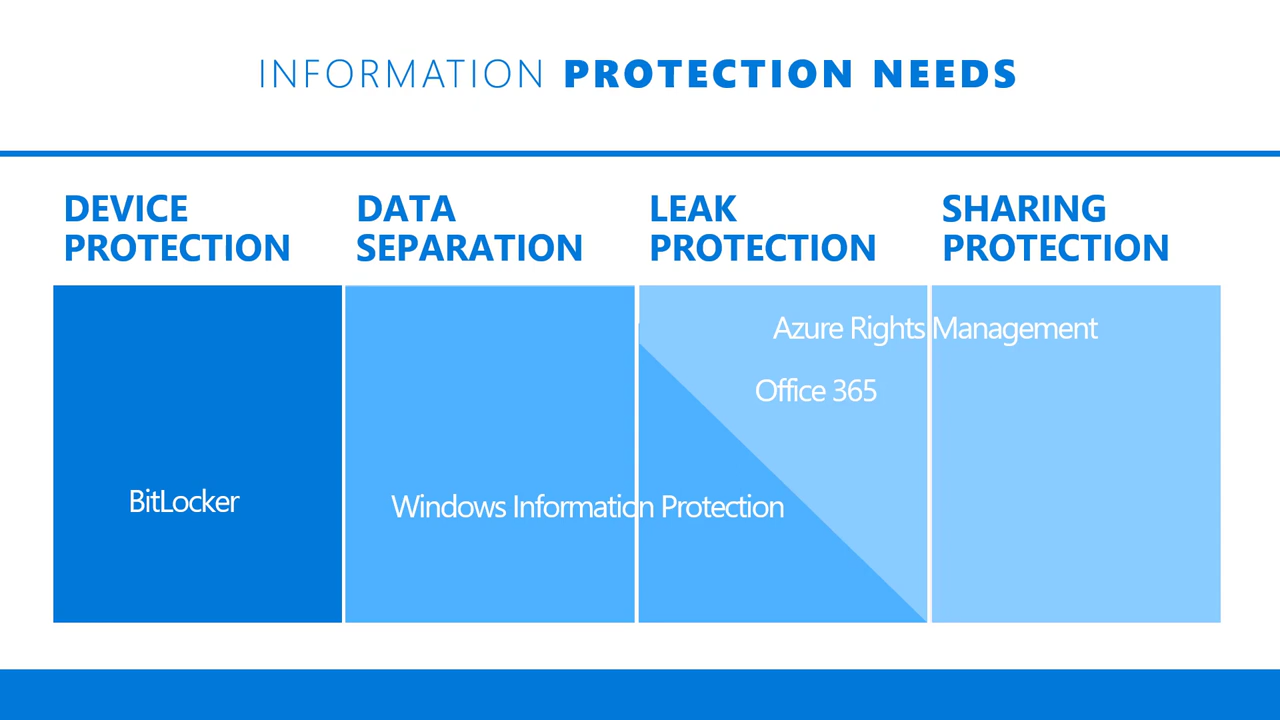 INFORMATION PROTECTION NEEDS
DEVICE
PROTECTION
DATA
SEPARATION
LEAK
PROTECTION
SHARING
PROTECTION
Azure Rights Management
Office 365
BitLocker
Windows Information Protection